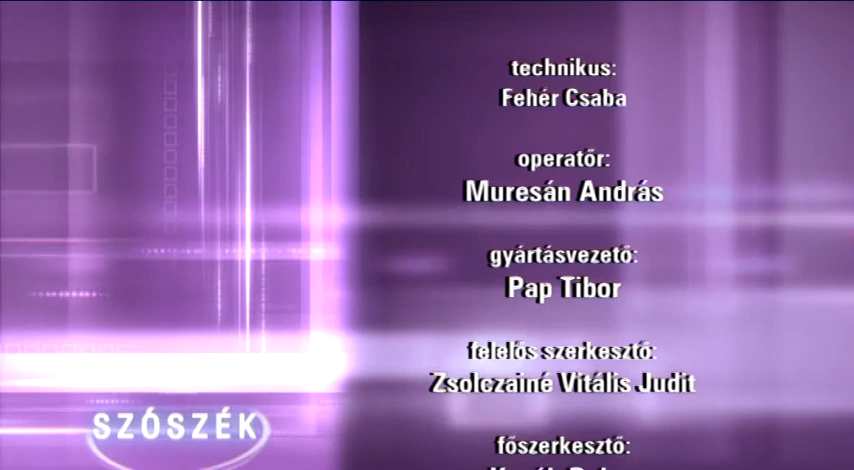 technikus:
Fehér Csaba
operatőr:
Muresán András
gyártásvezető:
Pap Tibor
felelős szerkesztő:
Zsolczainé Vitális Judit
SZÓSZÉK
főszerkesztő: